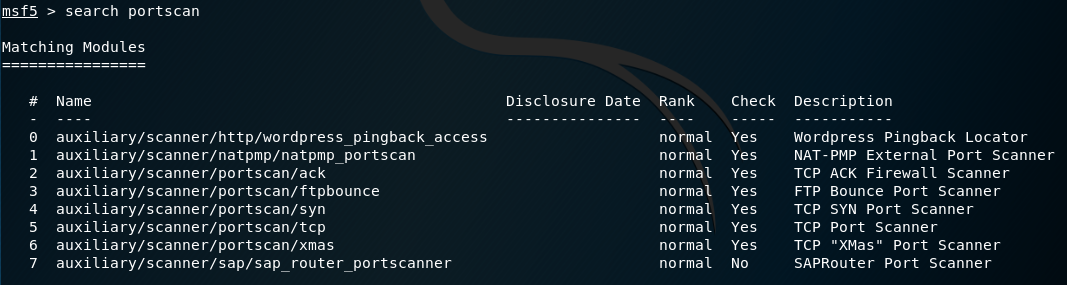 msf5 > search portscan
Matching Modules
================
   #  Name                                              Disclosure Date  Rank    Check  Description
   -  ----                                              ---------------  ----    -----  -----------
   0  auxiliary/scanner/http/wordpress_pingback_access                   normal  Yes    Wordpress Pingback Locator
   1  auxiliary/scanner/natpmp/natpmp_portscan                           normal  Yes    NAT-PMP External Port Scanner
   2  auxiliary/scanner/portscan/ack                                     normal  Yes    TCP ACK Firewall Scanner
   3  auxiliary/scanner/portscan/ftpbounce                               normal  Yes    FTP Bounce Port Scanner
   4  auxiliary/scanner/portscan/syn                                     normal  Yes    TCP SYN Port Scanner
   5  auxiliary/scanner/portscan/tcp                                     normal  Yes    TCP Port Scanner
   6  auxiliary/scanner/portscan/xmas                                    normal  Yes    TCP "XMas" Port Scanner
   7  auxiliary/scanner/sap/sap_router_portscanner                       normal  No     SAPRouter Port Scanner